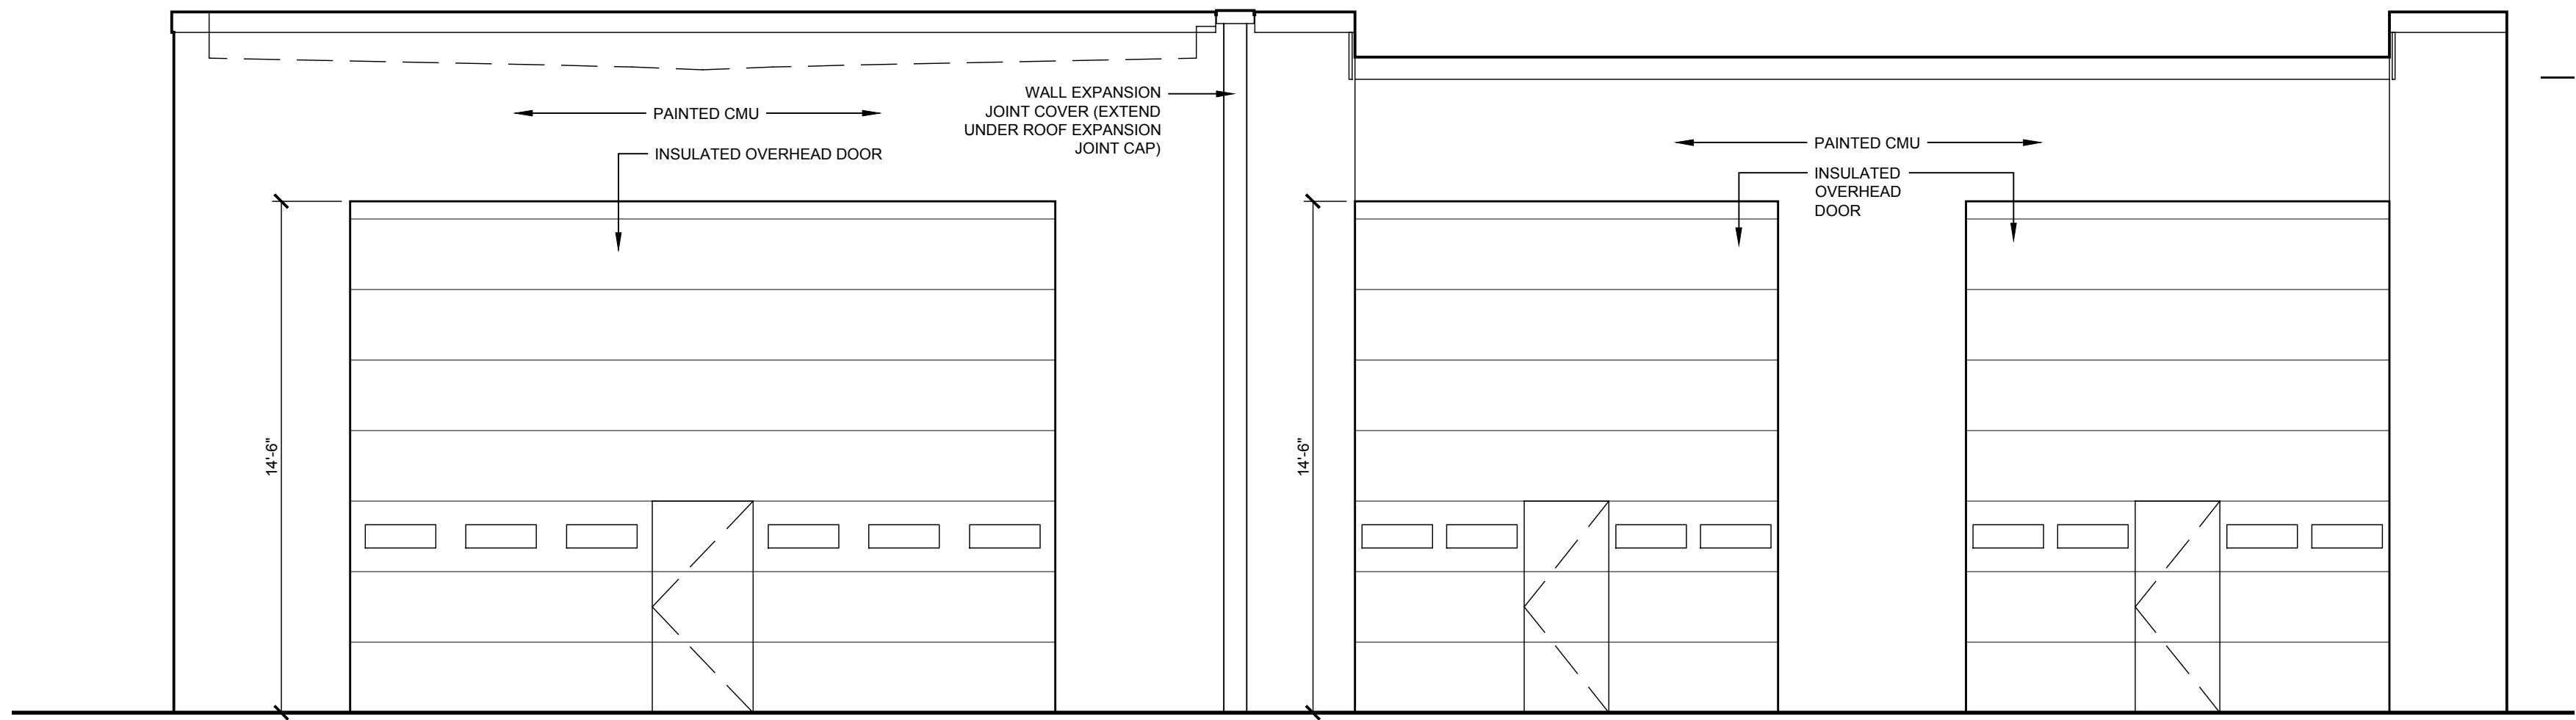 WALL EXPANSION
JOINT COVER (EXTEND
UNDER ROOF EXPANSION
JOINT CAP)
PAINTED CMU
INSULATED OVERHEAD DOOR
PAINTED CMU
INSULATED
OVERHEAD
DOOR
14'-6"
14'-6"